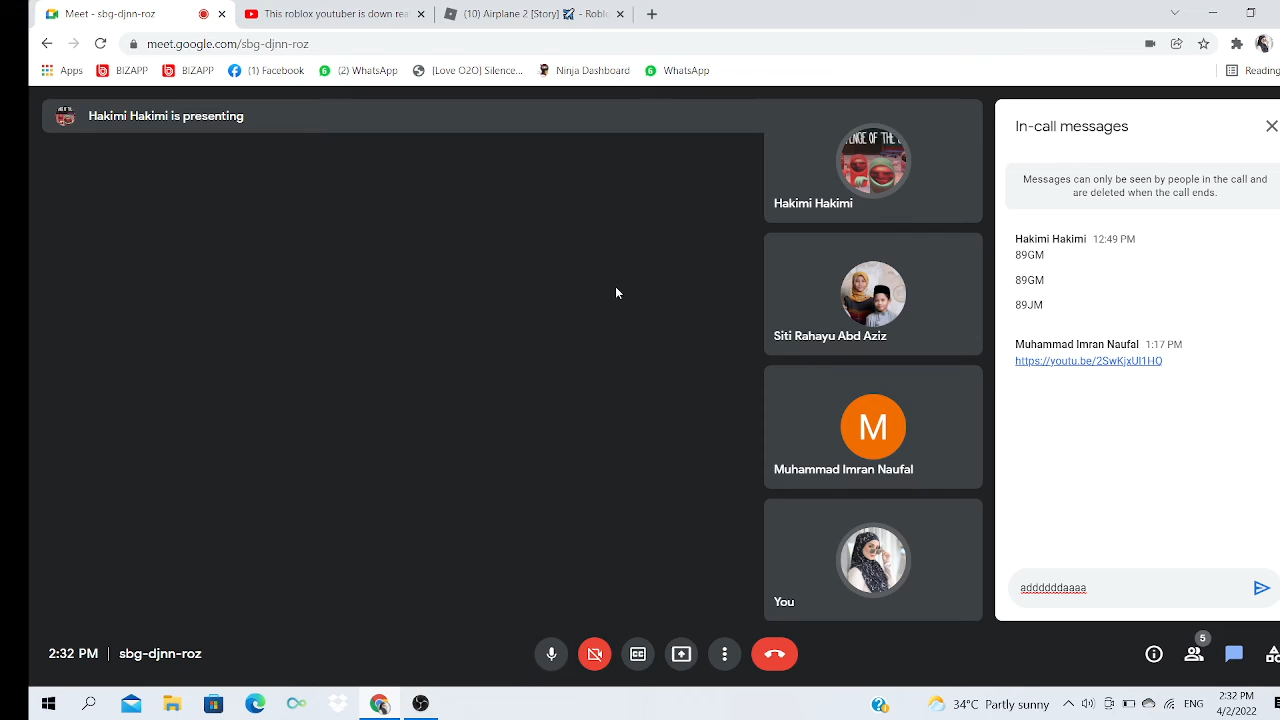 Meet - sbg-djnn-roz
This roblox youtuber is down rea
[ UPD ] Airplane 2 [Story] - Roblo
meet.google.com/sbg-djnn-roz
Apps
BIZAPP
BIZAPP
(1) Facebook
(2) WhatsApp
[Love O2O]Silence...
Ninja Dashboard
WhatsApp
Reading
Hakimi Hakimi is presenting
Hakimi Hakimi
Siti Rahayu Abd Aziz
M
Muhammad Imran Naufal
You
In-call messages
Messages can only be seen by people in the call and
are deleted when the call ends.
Hakimi Hakimi 12:49 PM
89GM
89GM
89JM
Muhammad Imran Naufal 1:17 PM
https://youtu.be/2SwKjxUl1HQ
addddddaaaa
2:32 PM | sbg-djnn-roz
5
34°C Partly sunny
ENG
2:32 PM
4/2/2022